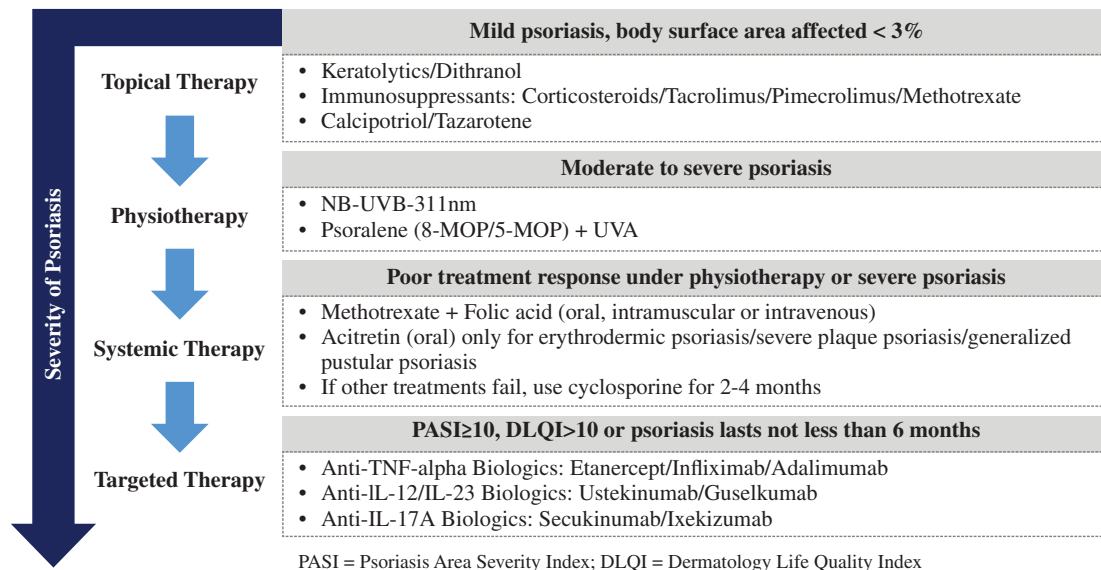 Severity of Psoriasis
Mild psoriasis, body surface area affected < 3%
Topical Therapy
• Keratolytics/Dithranol
• Immunosuppressants: Corticosteroids/Tacrolimus/Pimecrolimus/Methotrexate
• Calcipotriol/Tazarotene
Moderate to severe psoriasis
Physiotherapy
• NB-UVB-311nm
• Psoralene (8-MOP/5-MOP) + UVA
Poor treatment response under physiotherapy or severe psoriasis
Systemic Therapy
• Methotrexate + Folic acid (oral, intramuscular or intravenous)
• Acitretin (oral) only for erythrodermic psoriasis/severe plaque psoriasis/generalized
pustular psoriasis
• If other treatments fail, use cyclosporine for 2-4 months
PASI≥10, DLQI>10 or psoriasis lasts not less than 6 months
Targeted Therapy
• Anti-TNF-alpha Biologics: Etanercept/Infliximab/Adalimumab
• Anti-IL-12/IL-23 Biologics: Ustekinumab/Guselkumab
• Anti-IL-17A Biologics: Secukinumab/Ixekizumab
PASI = Psoriasis Area Severity Index; DLQI = Dermatology Life Quality Index